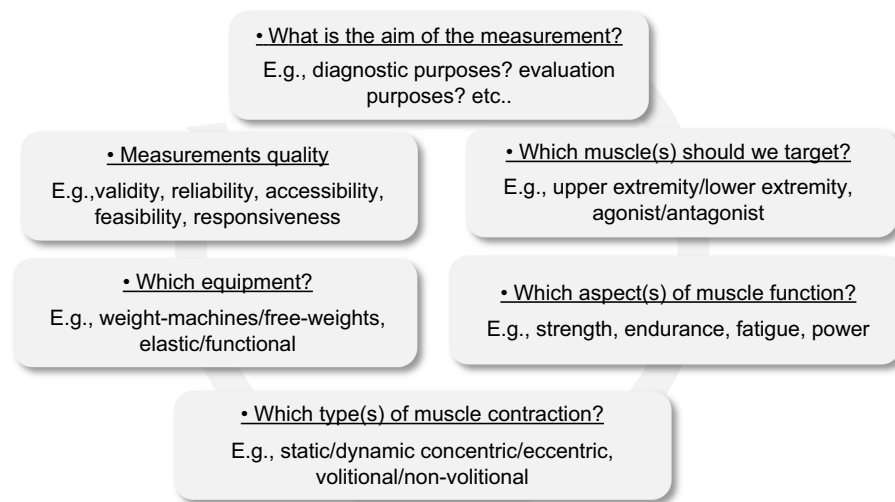 • What is the aim of the measurement?
E.g., diagnostic purposes? evaluation
purposes? etc..
• Which muscle(s) should we target?
E.g., upper extremity/lower extremity,
agonist/antagonist
• Which aspect(s) of muscle function?
E.g., strength, endurance, fatigue, power
• Which type(s) of muscle contraction?
E.g., static/dynamic concentric/eccentric,
volitional/non-volitional
• Which equipment?
E.g., weight-machines/free-weights,
elastic/functional
• Measurements quality
E.g.,validity, reliability, accessibility,
feasibility, responsiveness